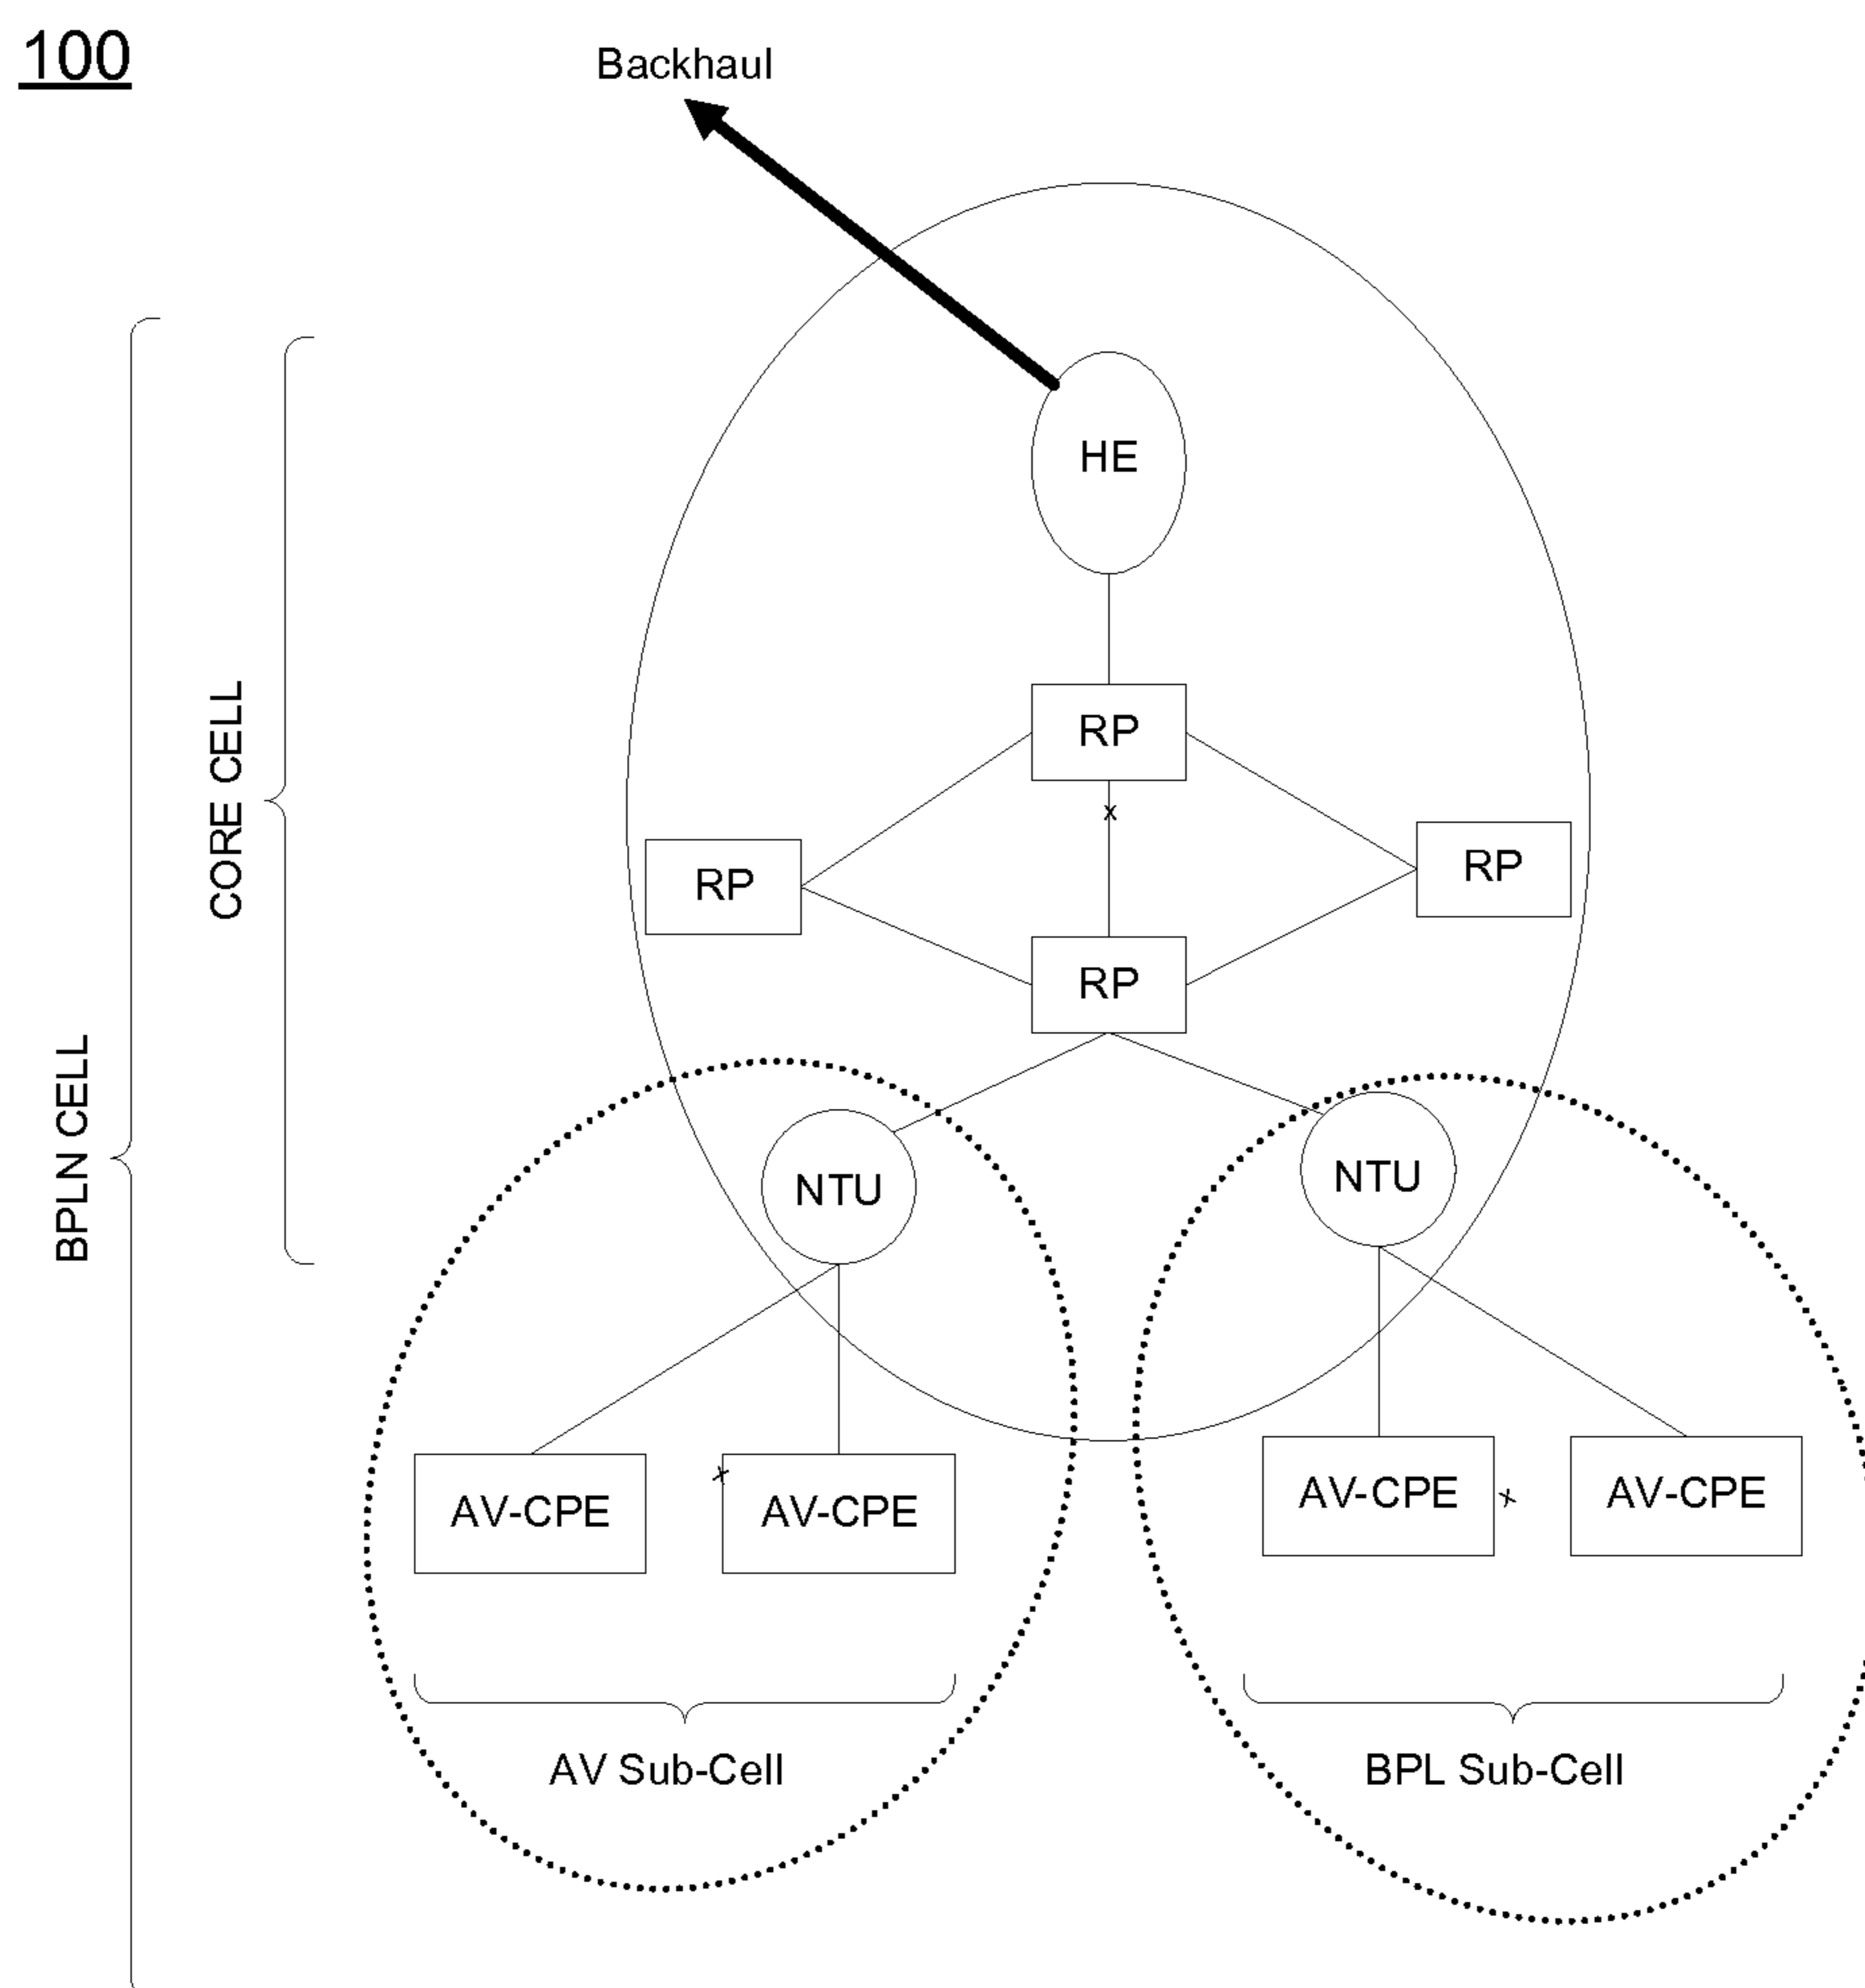 100
Backhaul
HE
RP
x
RP
RP
RP
CORE CELL
BPLN CELL
NTU
NTU
x
x
AV-CPE
AV-CPE
AV-CPE
AV-CPE
AV Sub-Cell
BPL Sub-Cell